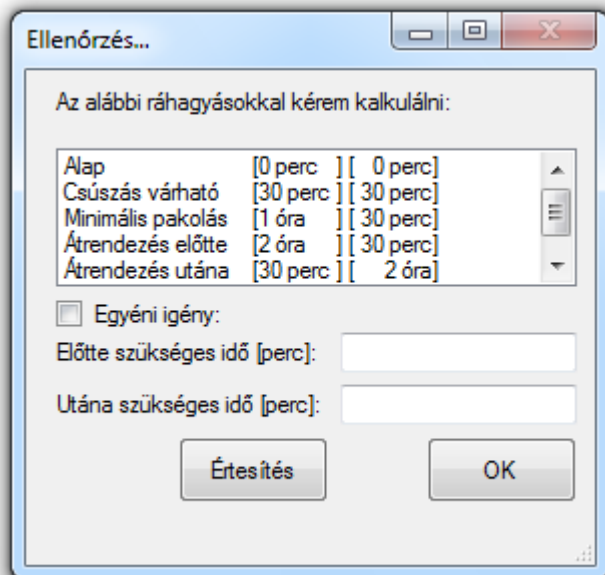 Ellenőrzés...
Az alábbi ráhagyásokkal kérem kalkulálni:
Alap [0 perc ] [ 0 perc]
Csúszás várható [30 perc ] [ 30 perc]
Minimális pakolás [1 óra ] [ 30 perc]
Átrendezés előtte [2 óra ] [ 30 perc]
Átrendezés utána [30 perc ] [ 2 óra]
Egyéni igény:
Előtte szükséges idő [perc]:
Utána szükséges idő [perc]:
Értesítés OK